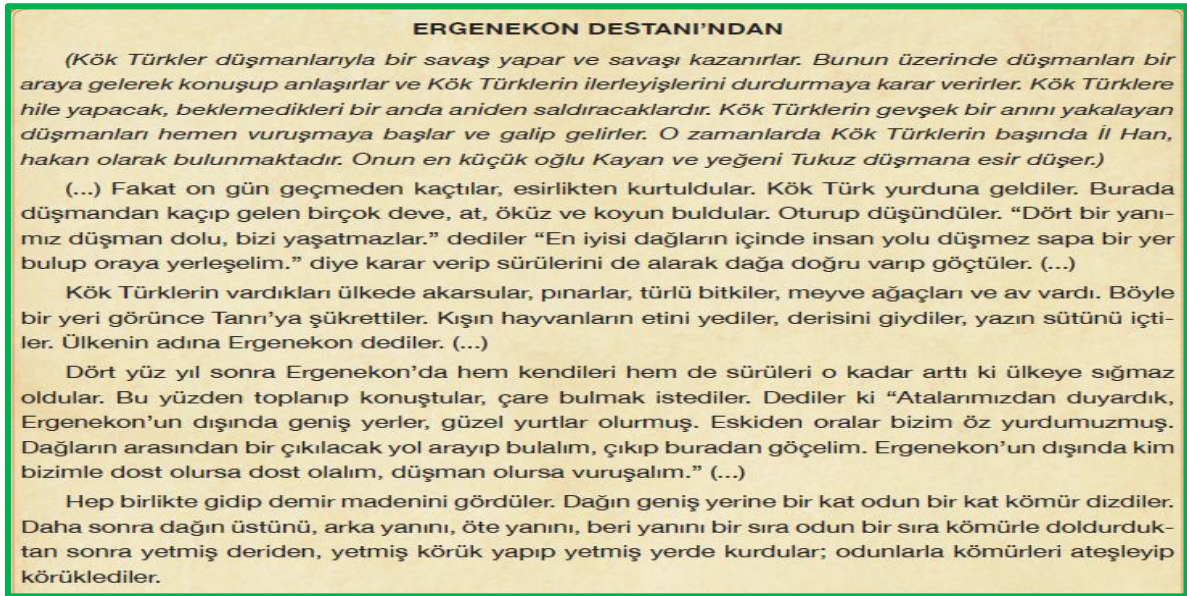 ERGENEKON DESTANI’NDAN
(Kök Türkler düşmanlarıyla bir savaş yapar ve savaşı kazanırlar. Bunun üzerinde düşmanları bir
araya gelerek konuşup anlaşırlar ve Kök Türklerin ilerleyişlerini durdurmaya karar verirler. Kök Türklere
hile yapacak, beklemedikleri bir anda aniden saldıracaklardır. Kök Türklerin gevşek bir anını yakalayan
düşmanları hemen vuruşmaya başlar ve galip gelirler. O zamanlarda Kök Türklerin başında İl Han,
hakan olarak bulunmaktadır. Onun en küçük oğlu Kayan ve yeğeni Tukuz düşmana esir düşer.)
(...) Fakat on gün geçmeden kaçtılar, esirlikten kurtuldular. Kök Türk yurduna geldiler. Burada
düşmandan kaçıp gelen birçok deve, at, öküz ve koyun buldular. Oturup düşündüler. “Dört bir yanı-
mız düşman dolu, bizi yaşatmazlar.” dediler “En iyisi dağların içinde insan yolu düşmez sapa bir yer
bulup oraya yerleşelim.” diye karar verip sürülerini de alarak dağa doğru varıp göçtüler. (...)
Kök Türklerin vardıkları ülkede akarsular, pınarlar, türlü bitkiler, meyve ağaçları ve av vardı. Böyle
bir yeri görünce Tanrı’ya şükrettiler. Kışın hayvanların etini yediler, derisini giydiler, yazın sütünü içti-
ler. Ülkenin adına Ergenekon dediler. (...)
Dört yüz yıl sonra Ergenekon’da hem kendileri hem de sürüleri o kadar arttı ki ülkeye sığmaz
oldular. Bu yüzden toplanıp konuştular, çare bulmak istediler. Dediler ki “Atalarımızdan duyardık,
Ergenekon’un dışında geniş yerler, güzel yurtlar olurmuş. Eskiden oralar bizim öz yurdumuzmuş.
Dağların arasından bir çıkılacak yol arayıp bulalım, çıkıp buradan göçelim. Ergenekon’un dışında kim
bizimle dost olursa dost olalım, düşman olursa vuruşalım.” (...)
Hep birlikte gidip demir madenini gördüler. Dağın geniş yerine bir kat odun bir kat kömür dizdiler.
Daha sonra dağın üstünü, arka yanını, öte yanını, beri yanını bir sıra odun bir sıra kömürle doldurduk-
tan sonra yetmiş deriden, yetmiş körük yapıp yetmiş yerde kurdular; odunlarla kömürleri ateşleyip
körüklediler.